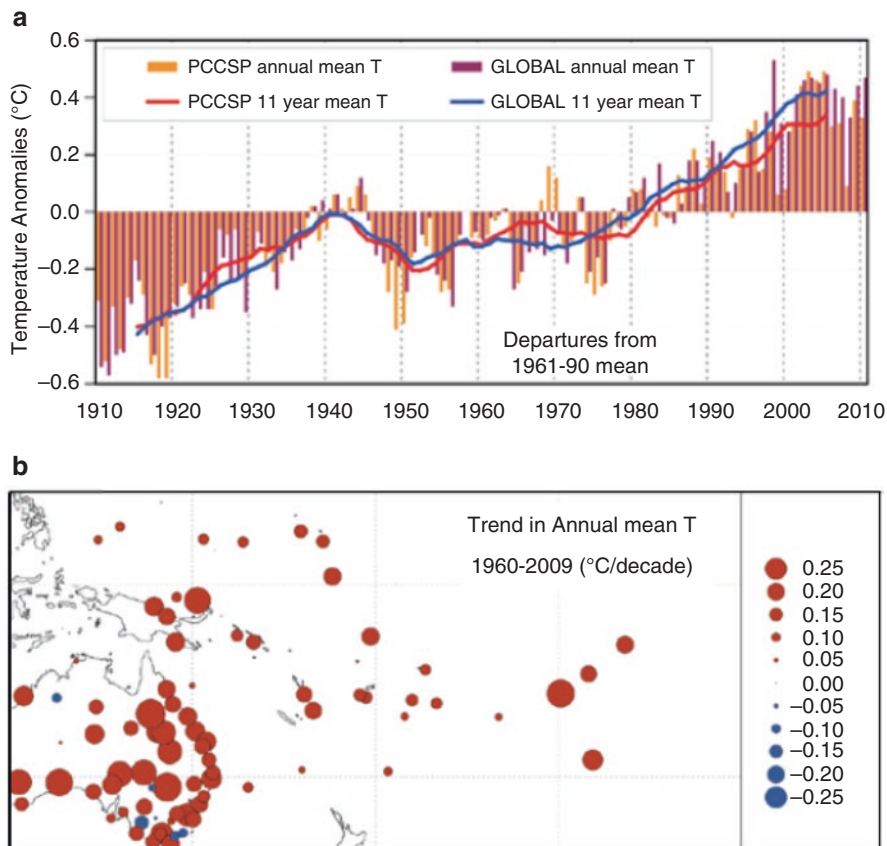 a
0.6
0.4
0.2
0.0
−0.2
−0.4
−0.6
Temperature Anomalies (°C)
PCCSP annual mean T GLOBAL annual mean T
PCCSP 11 year mean T GLOBAL 11 year mean T
Departures from
1961-90 mean
1910 1920 1930 1940 1950 1960 1970 1980 1990 2000 2010
b
Trend in Annual mean T
1960-2009 (°C/decade)
0.25
0.20
0.15
0.10
0.05
0.00
−0.05
−0.10
−0.15
−0.20
−0.25